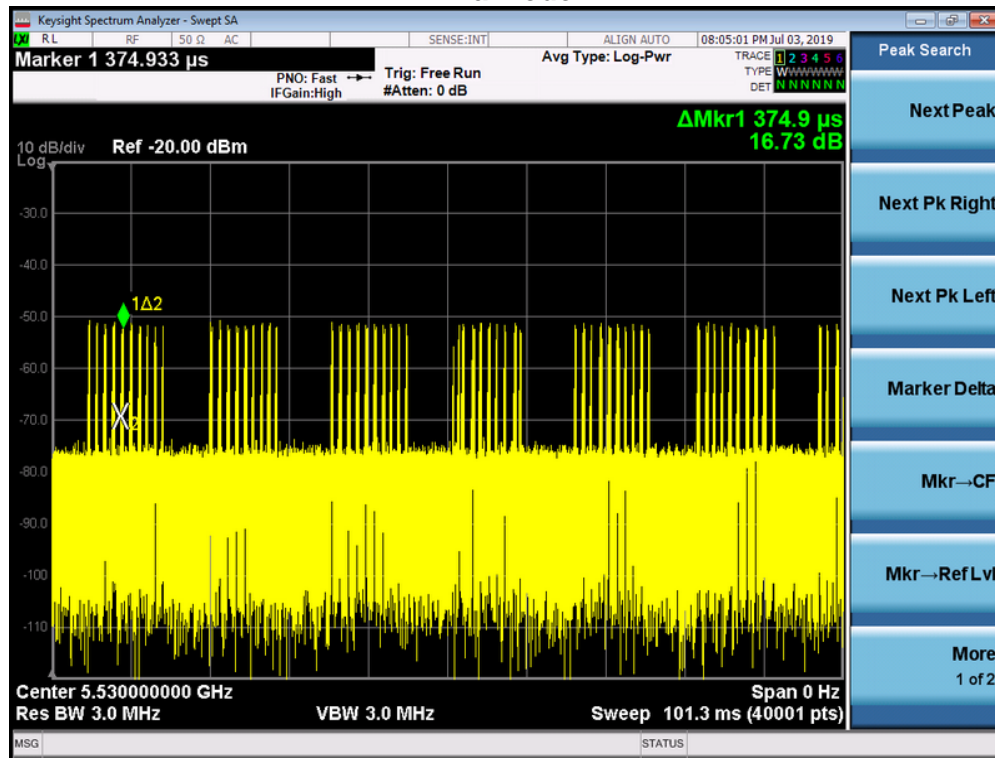 Keysight Spectrum Analyzer - Swept SA
LXI RL RF 50 Ω AC SENSE:INT ALIGN AUTO 08:05:01 PM Jul 03, 2019
Marker 1 374.933 μs
PNO: Fast
IFGain:High
Trig: Free Run
#Atten: 0 dB
Avg Type: Log-Pwr
TRACE 1 2 3 4 5 6
TYPE WWWWWW
DET N N N N N N
Peak Search
ΔMkr1 374.9 μs
16.73 dB
10 dB/div Ref -20.00 dBm
Log
-30.0
-40.0
-50.0
-60.0
-70.0
-80.0
-90.0
-100
-110
1Δ2
2
Center 5.530000000 GHz
Span 0 Hz
Res BW 3.0 MHz
VBW 3.0 MHz
Sweep 101.3 ms (40001 pts)
MSG
STATUS
Next Peak
Next Pk Right
Next Pk Left
Marker Delta
Mkr→CF
Mkr→Ref Lvl
More
1 of 2